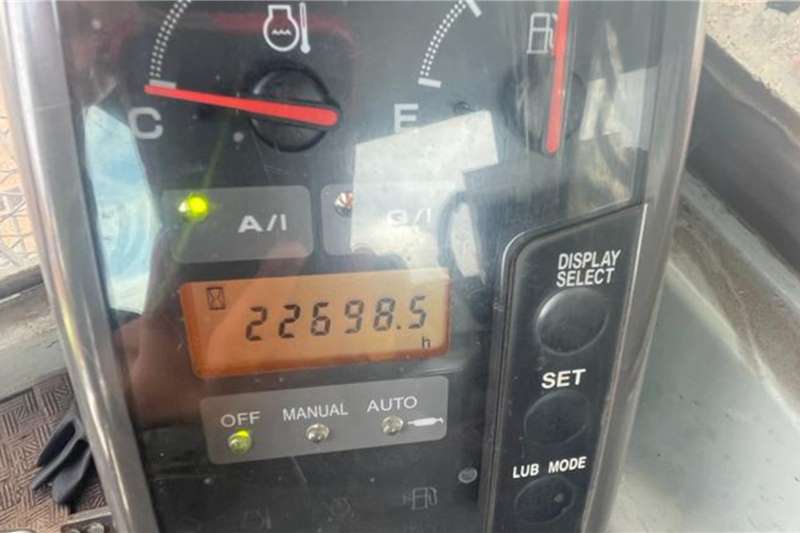 C
E
A/I
DISPLAY
SELECT
22698.5
h
SET
OFF MANUAL AUTO
LUB MODE